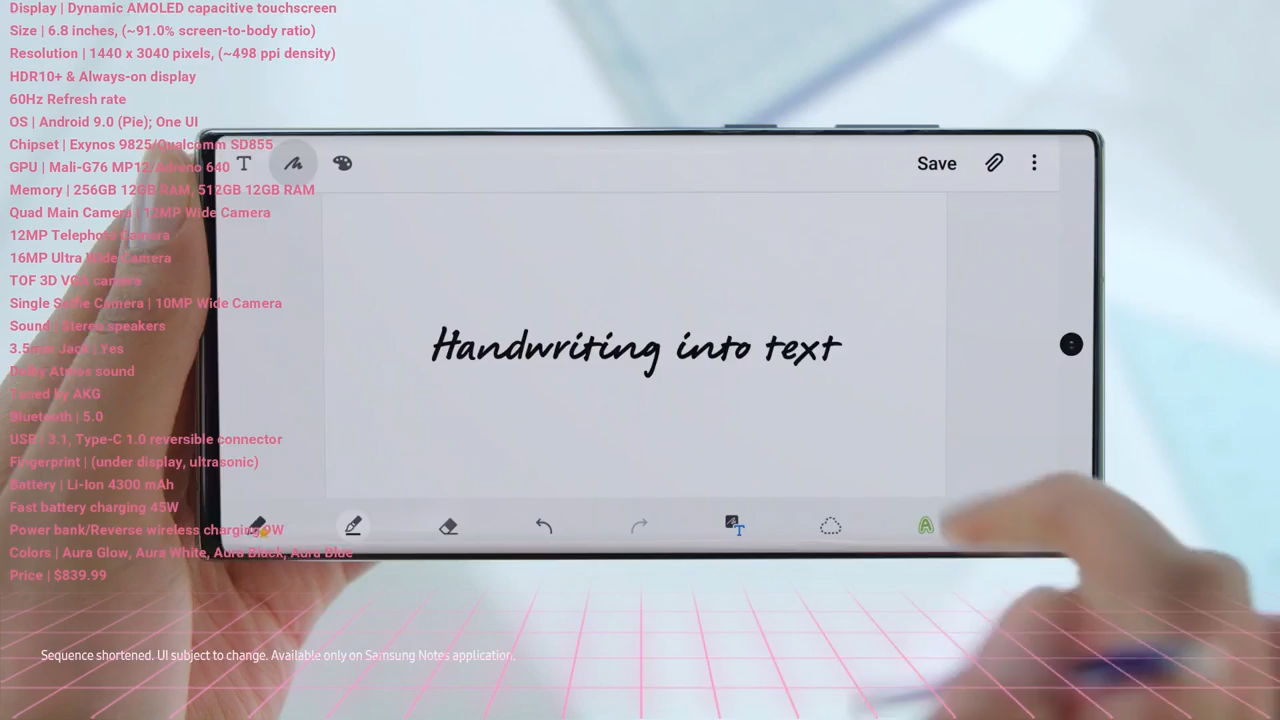 Display | Dynamic AMOLED capacitive touchscreen
Size | 6.8 inches, (~91.0% screen-to-body ratio)
Resolution | 1440 x 3040 pixels, (~498 ppi density)
HDR10+ & Always-on display
60Hz Refresh rate
OS | Android 9.0 (Pie); One UI
Chipset | Exynos 9825/Qualcomm SD855
GPU | Mali-G76 MP12/Adreno 640
Memory | 256GB 12GB RAM, 512GB 12GB RAM
Quad Main Camera | 12MP Wide Camera
12MP Telephoto Camera
16MP Ultra Wide Camera
TOF 3D VGA camera
Single Selfie Camera | 10MP Wide Camera
Sound | Stereo speakers
3.5mm Jack | Yes
Dolby Atmos sound
Tuned by AKG
Bluetooth | 5.0
USB | 3.1, Type-C 1.0 reversible connector
Fingerprint | (under display, ultrasonic)
Battery | Li-Ion 4300 mAh
Fast battery charging 45W
Power bank/Reverse wireless charging 9W
Colors | Aura Glow, Aura White, Aura Black, Aura Blue
Price | $839.99
T
Save
Handwriting into text
T
A
Sequence shortened. UI subject to change. Available only on Samsung Notes application.